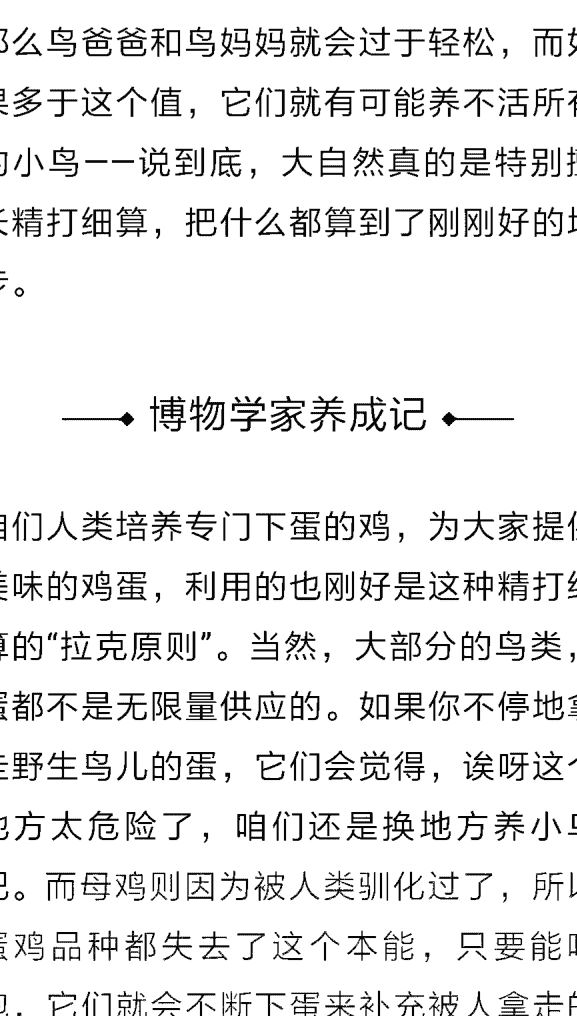 那么鸟爸爸和鸟妈妈就会过于轻松，而如
果多于这个值，它们就有可能养不活所有
的小鸟——说到底，大自然真的是特别擅
长精打细算，把什么都算到了刚刚好的地
步。
博物学家养成记
咱们人类培养专门下蛋的鸡，为大家提供
美味的鸡蛋，利用的也刚好是这种精打细
算的“拉克原则”。当然，大部分的鸟类，
蛋都不是无限量供应的。如果你不停地拿
走野生鸟儿的蛋，它们会觉得，诶呀这个
地方太危险了，咱们还是换地方养小鸟
吧。而母鸡则因为被人类驯化过了，所以
蛋鸡品种都失去了这个本能，只要能吃
饱，它们就会不断下蛋来补充被人拿走的